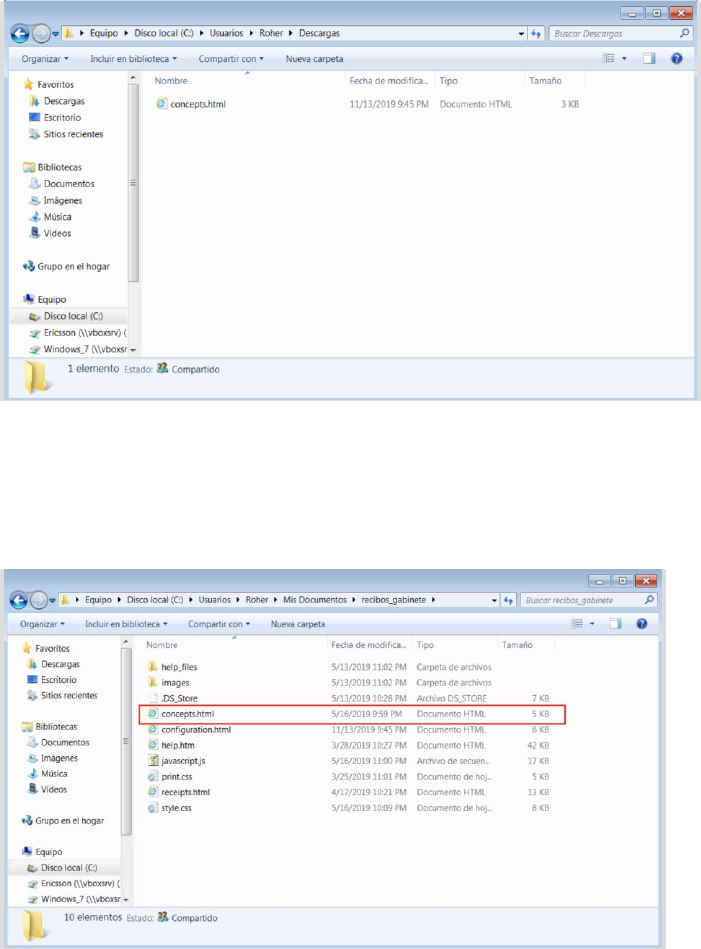 Equipo Disco local (C:) Usuarios Roher Descargas Buscar Descargas
Organizar Incluir en biblioteca Compartir con Nueva carpeta
Favoritos
Descargas
Escritorio
Sitios recientes
Bibliotecas
Documentos
Imágenes
Música
Vídeos
Grupo en el hogar
Equipo
Disco local (C:)
Ericsson (\\vboxsrv) (
Windows_7 (\\vboxsr
Nombre Fecha de modifica... Tipo Tamaño
concepts.html 11/13/2019 9:45 PM Documento HTML 3 KB
1 elemento Estado: Compartido
Equipo Disco local (C:) Usuarios Roher Mis Documentos recibos_gabinete Buscar recibos_gabinete
Organizar Incluir en biblioteca Compartir con Nueva carpeta
Favoritos
Descargas
Escritorio
Sitios recientes
Bibliotecas
Documentos
Imágenes
Música
Vídeos
Grupo en el hogar
Equipo
Disco local (C:)
Ericsson (\\vboxsrv) (
Windows_7 (\\vboxsr
Nombre Fecha de modifica... Tipo Tamaño
help_files 5/13/2019 11:02 PM Carpeta de archivos
images 5/13/2019 11:02 PM Carpeta de archivos
.DS_Store 5/13/2019 10:28 PM Archivo DS_STORE 7 KB
concepts.html 5/16/2019 9:59 PM Documento HTML 5 KB
configuration.html 11/13/2019 9:45 PM Documento HTML 6 KB
help.htm 3/28/2019 10:27 PM Documento HTML 42 KB
javascript.js 5/16/2019 11:00 PM Archivo de secuen... 17 KB
print.css 3/25/2019 11:01 PM Documento de hoj... 5 KB
receipts.html 4/17/2019 10:21 PM Documento HTML 13 KB
style.css 5/16/2019 10:09 PM Documento de hoj... 8 KB
10 elementos Estado: Compartido